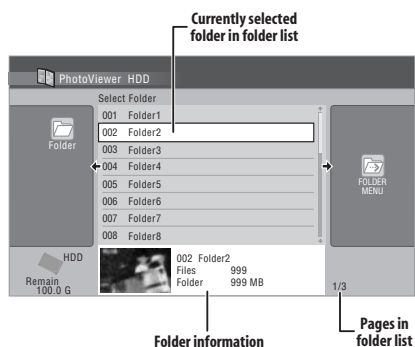 Currently selected
folder in folder list
PhotoViewer HDD
Select Folder
001 Folder1
002 Folder2
003 Folder3
004 Folder4
005 Folder5
006 Folder6
007 Folder7
008 Folder8
Folder
FOLDER
MENU
HDD
Remain
100.0 G
002 Folder2
Files 999
Folder 999 MB
1/3
Folder information
Pages in
folder list